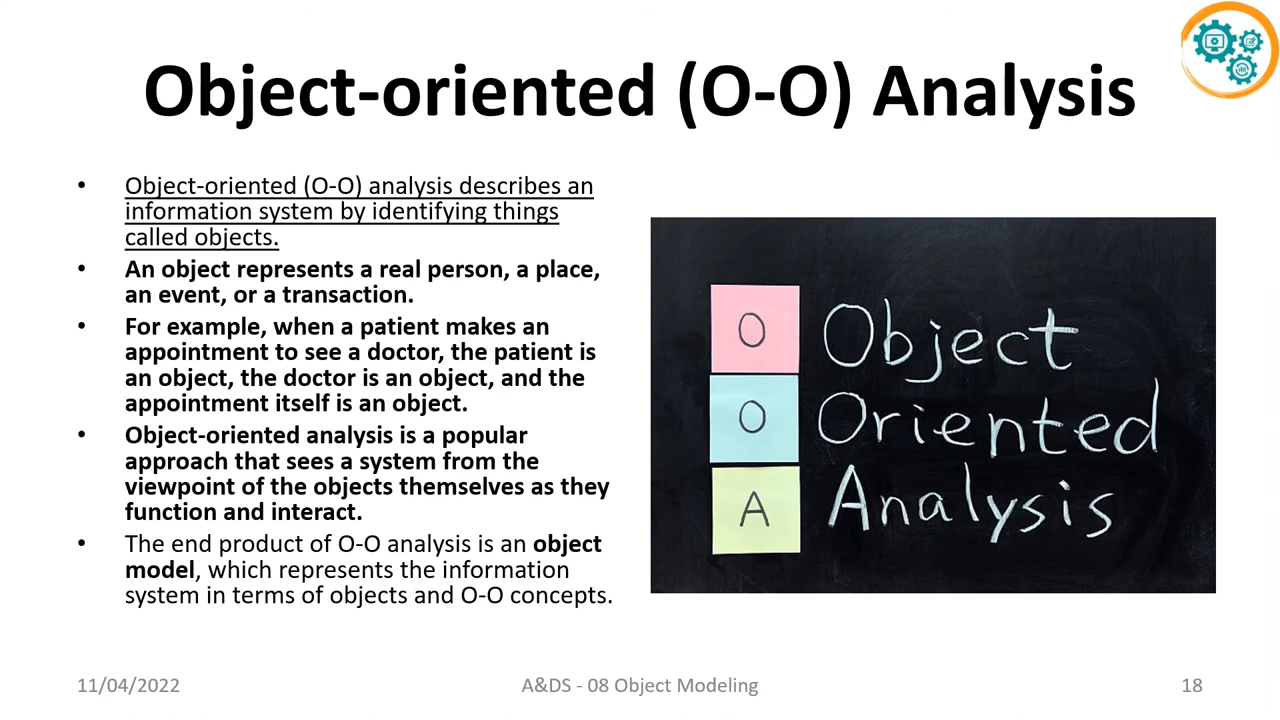 Object-oriented (O-O) Analysis
• Object-oriented (O-O) analysis describes an
information system by identifying things
called objects.
• An object represents a real person, a place,
an event, or a transaction.
• For example, when a patient makes an
appointment to see a doctor, the patient is
an object, the doctor is an object, and the
appointment itself is an object.
• Object-oriented analysis is a popular
approach that sees a system from the
viewpoint of the objects themselves as they
function and interact.
• The end product of O-O analysis is an object
model, which represents the information
system in terms of objects and O-O concepts.
O Object
O Oriented
A Analysis
11/04/2022
A&DS - 08 Object Modeling
18